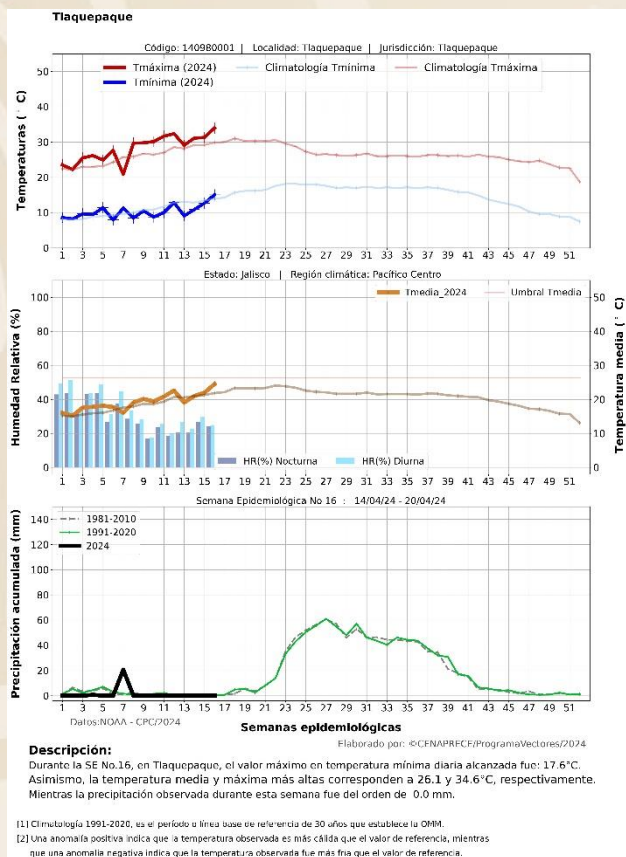 Tlaquepaque
Código: 140980001 | Localidad: Tlaquepaque | Jurisdicción: Tlaquepaque
Temperaturas (° C)
50
40
30
20
10
0
Tmáxima (2024)
Tmínima (2024)
Climatología Tmínima
Climatología Tmáxima
1 3 5 7 9 11 13 15 17 19 21 23 25 27 29 31 33 35 37 39 41 43 45 47 49 51
Estado: Jalisco | Región climática: Pacífico Centro
Humedad Relativa (%)
100
80
60
40
20
0
Tmedia_2024
Umbral Tmedia
50
40
30
20
10
0
Temperatura media (° C)
HR(%) Nocturna
HR(%) Diurna
1 3 5 7 9 11 13 15 17 19 21 23 25 27 29 31 33 35 37 39 41 43 45 47 49 51
Semana Epidemiológica No 16 : 14/04/24 - 20/04/24
Precipitación acumulada (mm)
140
120
100
80
60
40
20
0
1981-2010
1991-2020
2024
1 3 5 7 9 11 13 15 17 19 21 23 25 27 29 31 33 35 37 39 41 43 45 47 49 51
Datos:NOAA - CPC/2024
Semanas epidemiológicas
Elaborado por: ©CENAPRECE/ProgramaVectores/2024
Descripción:
Durante la SE No.16, en Tlaquepaque, el valor máximo en temperatura mínima diaria alcanzada fue: 17.6°C.
Asimismo, la temperatura media y máxima más altas corresponden a 26.1 y 34.6°C, respectivamente.
Mientras la precipitación observada durante esta semana fue del orden de 0.0 mm.
[1] Climatología 1991-2020, es el período o línea base de referencia de 30 años que establece la OMM.
[2] Una anomalía positiva indica que la temperatura observada es más cálida que el valor de referencia, mientras
que una anomalía negativa indica que la temperatura observada fue más fría que el valor de referencia.